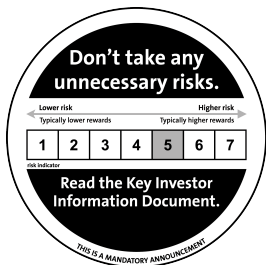 Don't take any
unnecessary risks.
Lower risk Higher risk
Typically lower rewards Typically higher rewards
1 2 3 4 5 6 7
risk indicator
Read the Key Investor
Information Document.
THIS IS A MANDATORY ANNOUNCEMENT